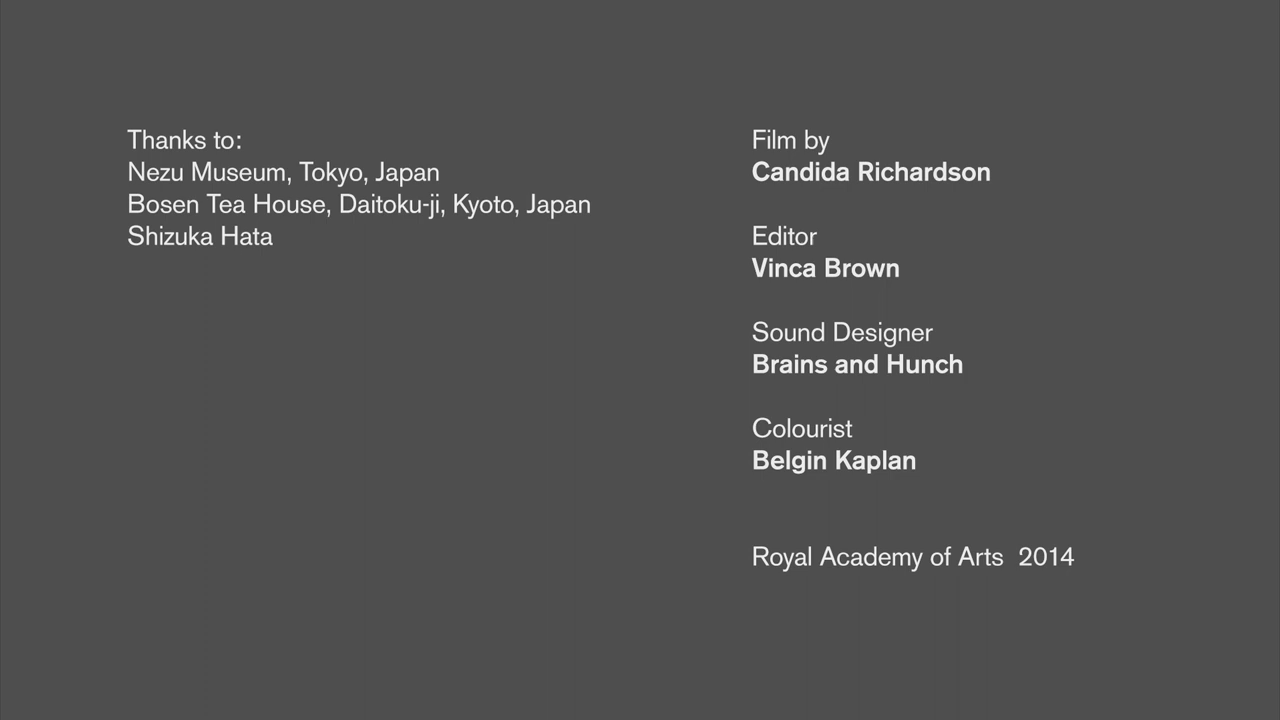 Thanks to:
Nezu Museum, Tokyo, Japan
Bosen Tea House, Daitoku-ji, Kyoto, Japan
Shizuka Hata
Film by
Candida Richardson
Editor
Vinca Brown
Sound Designer
Brains and Hunch
Colourist
Belgin Kaplan
Royal Academy of Arts  2014